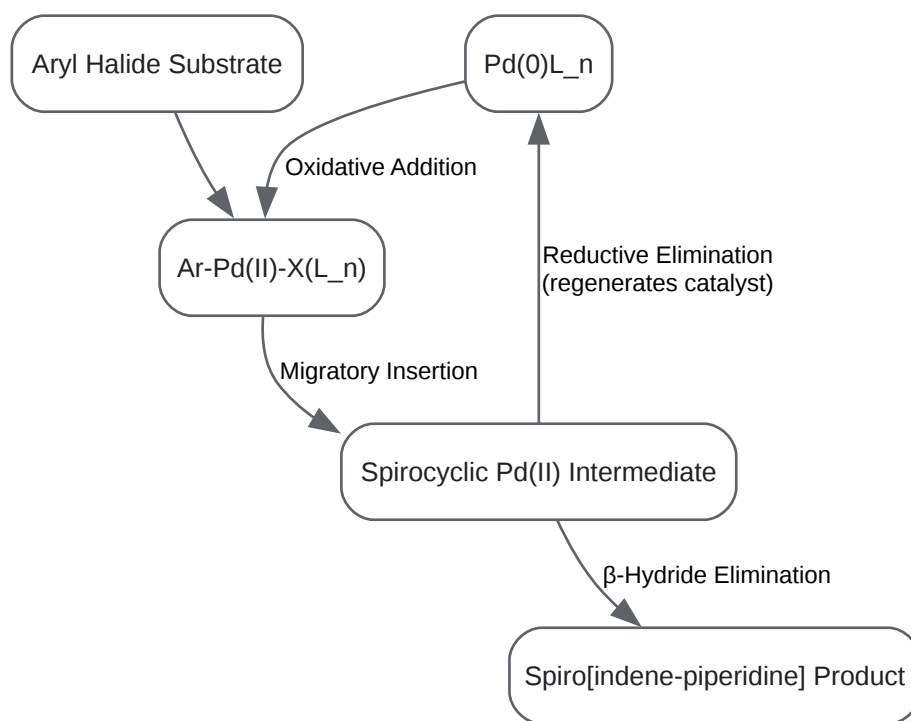 Aryl Halide Substrate
Pd(0)L_n
Oxidative Addition
Ar-Pd(II)-X(L_n)
Reductive Elimination
(regenerates catalyst)
Migratory Insertion
Spirocyclic Pd(II) Intermediate
β-Hydride Elimination
Spiro[indene-piperidine] Product